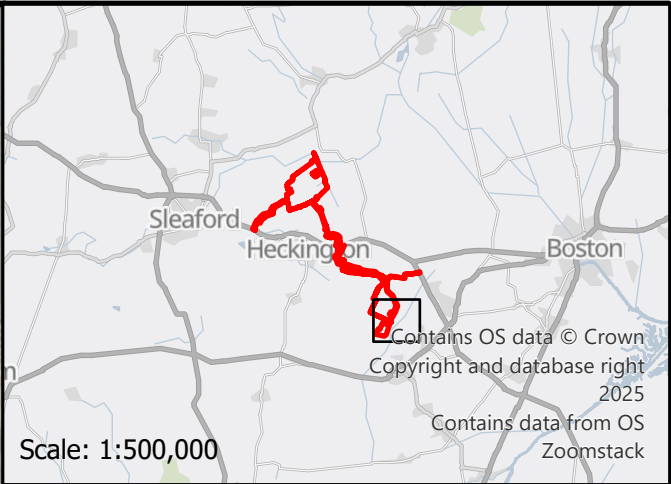 Sleaford
Heckington
Boston
m
Contains OS data © Crown
Copyright and database right
2025
Contains data from OS
Zoomstack
Scale: 1:500,000